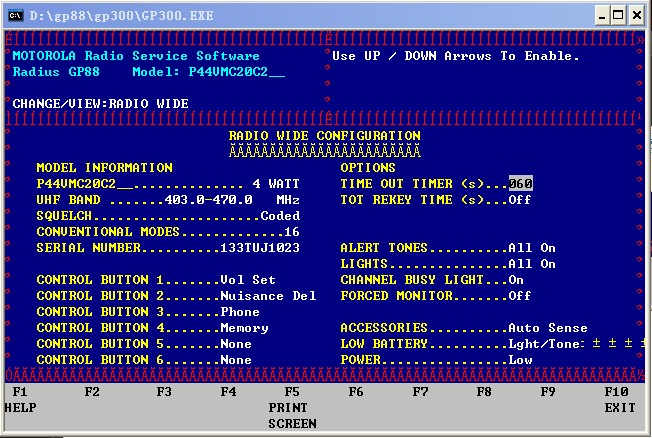 D:\gp88\gp300\GP300.EXE
MOTOROLA Radio Service Software
Radius GP88    Model: P44VMC20C2__
Use UP / DOWN Arrows To Enable.
CHANGE/VIEW:RADIO WIDE
RADIO WIDE CONFIGURATION
MODEL INFORMATION
P44VMC20C2__.............. 4 WATT
UHF BAND .......403.0-470.0   MHz
SQUELCH.....................Coded
CONVENTIONAL MODES.............16
SERIAL NUMBER..........133TUJ1023
CONTROL BUTTON 1.......Vol Set
CONTROL BUTTON 2.......Nuisance Del
CONTROL BUTTON 3.......Phone
CONTROL BUTTON 4.......Memory
CONTROL BUTTON 5.......None
CONTROL BUTTON 6.......None
OPTIONS
TIME OUT TIMER (s)...060
TOT REKEY TIME (s)...Off
ALERT TONES..........All On
LIGHTS...............All On
CHANNEL BUSY LIGHT...On
FORCED MONITOR.......Off
ACCESSORIES..........Auto Sense
LOW BATTERY..........Lght/Tone: ± ± ± ±
POWER................Low
F1 F2 F3 F4 F5 F6 F7 F8 F9 F10
HELP PRINT EXIT
SCREEN